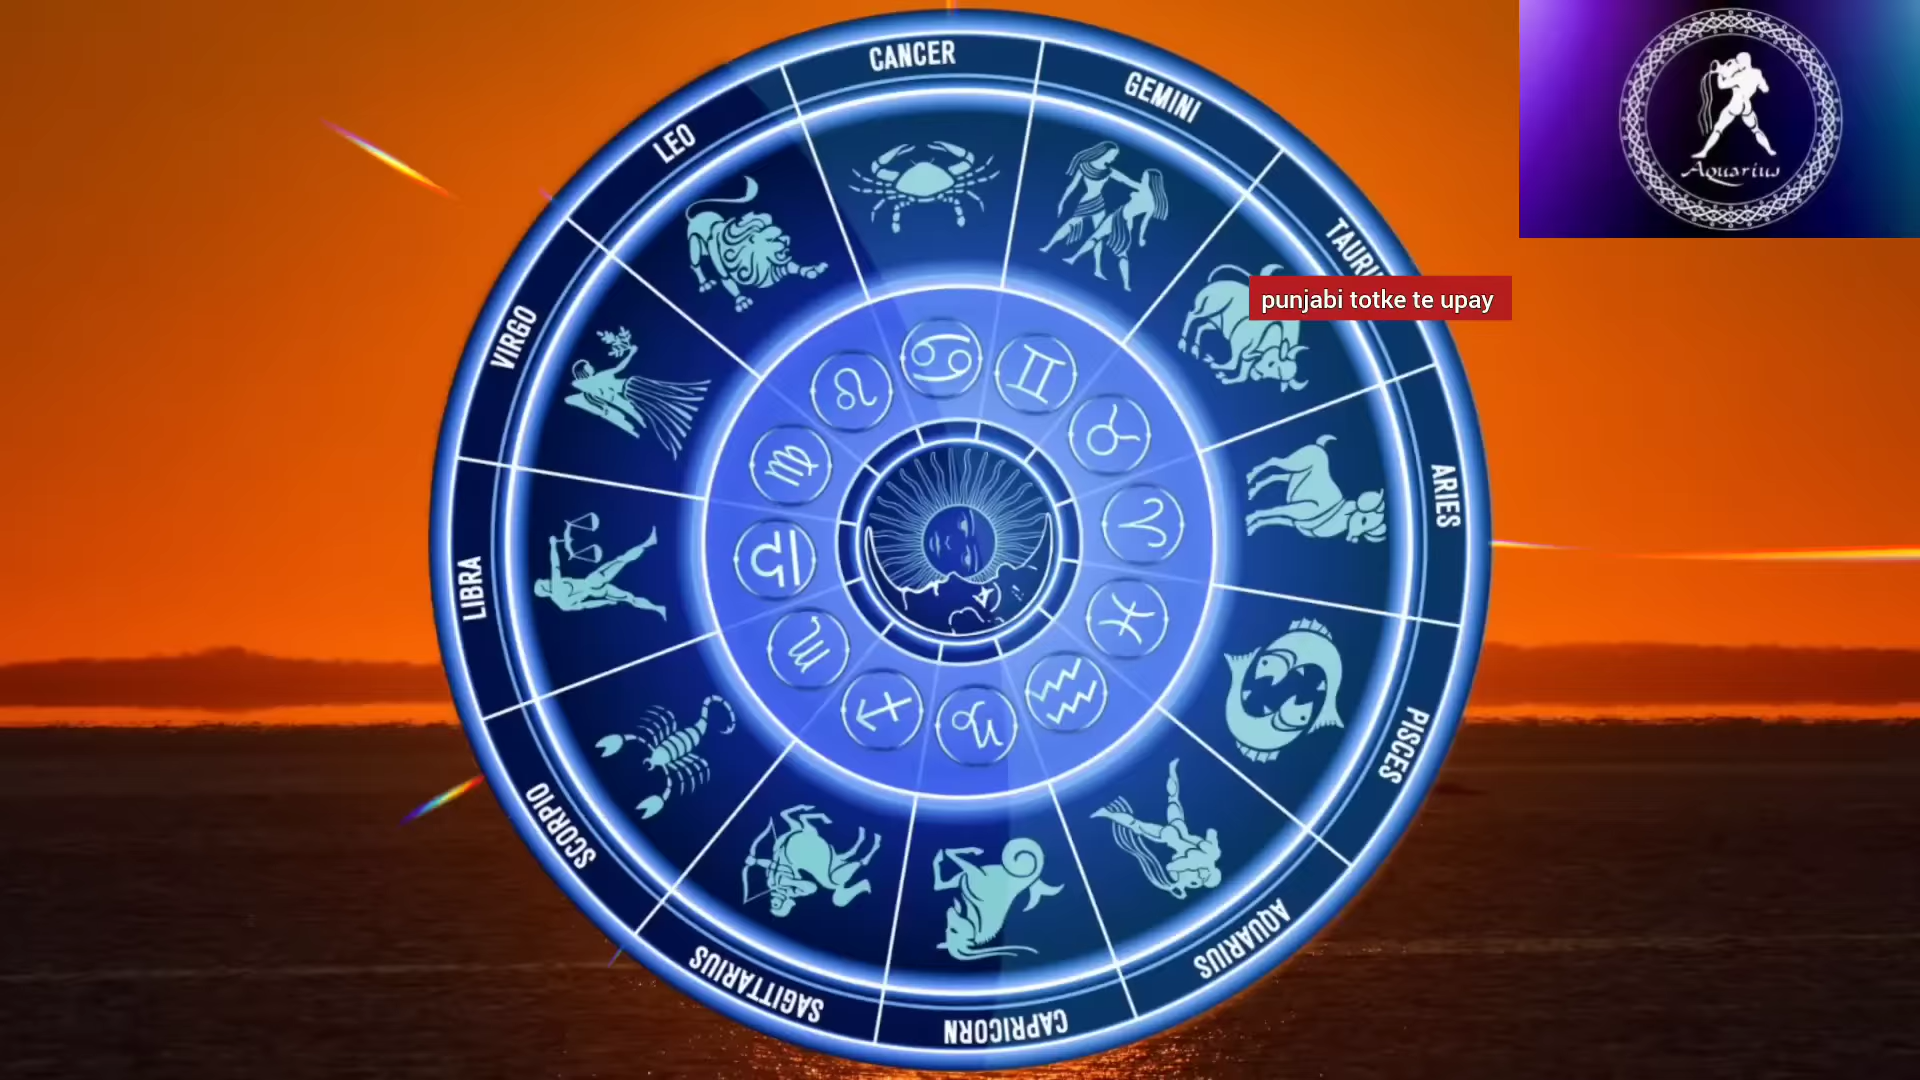 CANCER
GEMINI
LEO
Aquarius
VIRGO
punjabi totke te upay
ARIES
LIBRA
PISCES
SCORPIO
AQUARIUS
SAGITTARIUS
CAPRICORN